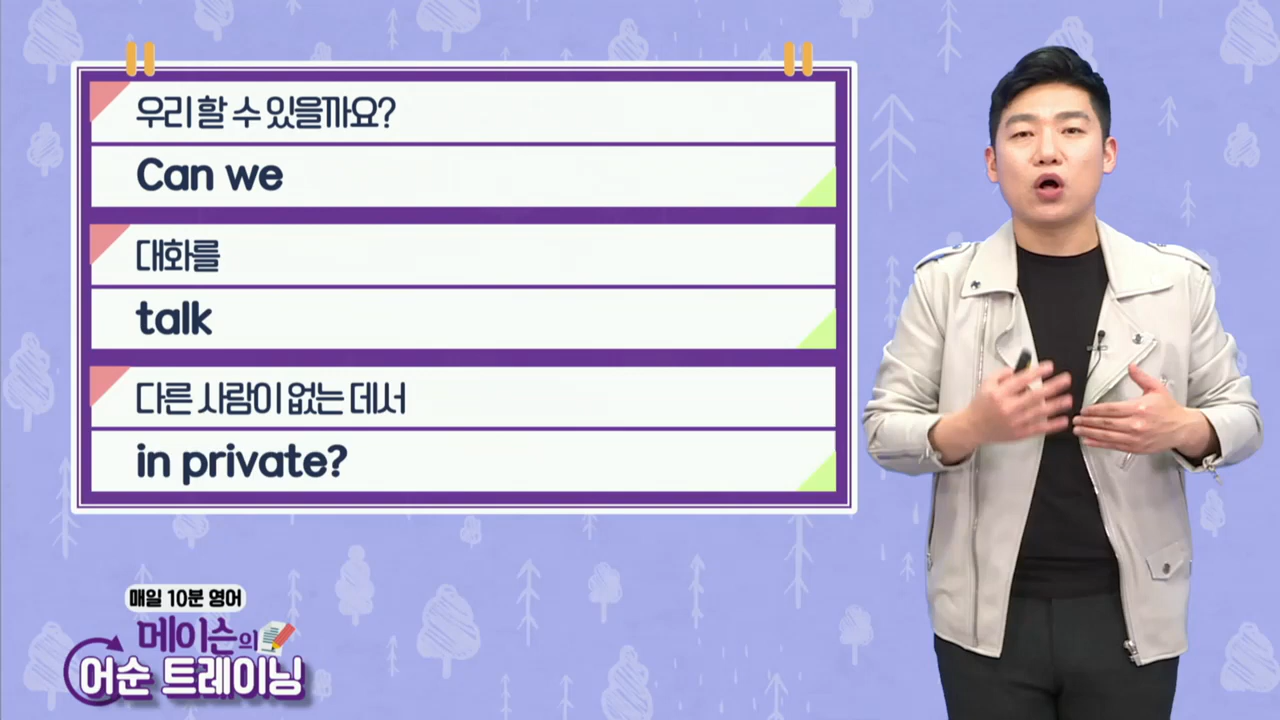 우리 할 수 있을까요?
Can we
대화를
talk
다른 사람이 없는 데서
in private?
매일 10분 영어
메이슨의
어순 트레이닝